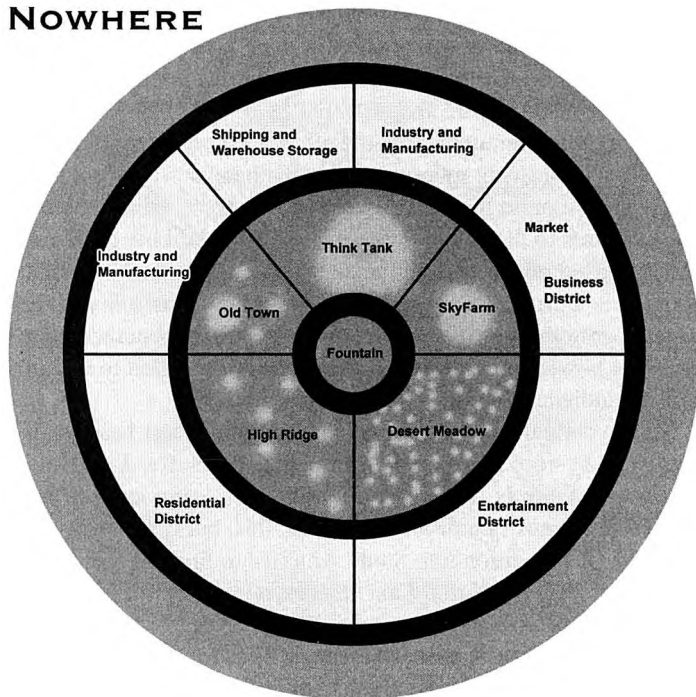 NOWHERE
Shipping and
Warehouse Storage
Industry and
Manufacturing
Market
Business
District
Industry and
Manufacturing
Think Tank
Old Town
SkyFarm
Fountain
High Ridge
Desert Meadow
Residential
District
Entertainment
District